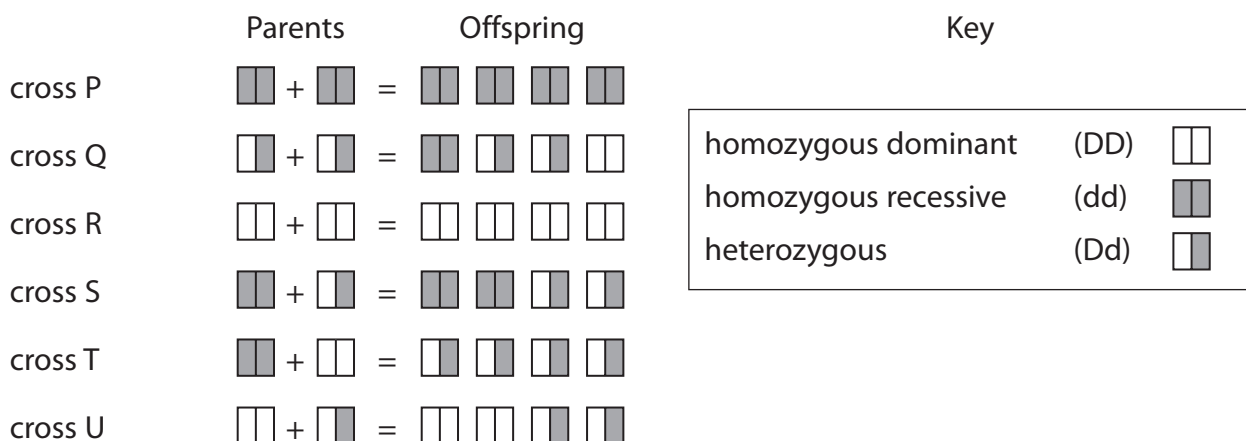 Parents Offspring Key
cross P + =
cross Q + =
cross R + =
cross S + =
cross T + =
cross U + =
homozygous dominant (DD)
homozygous recessive (dd)
heterozygous (Dd)